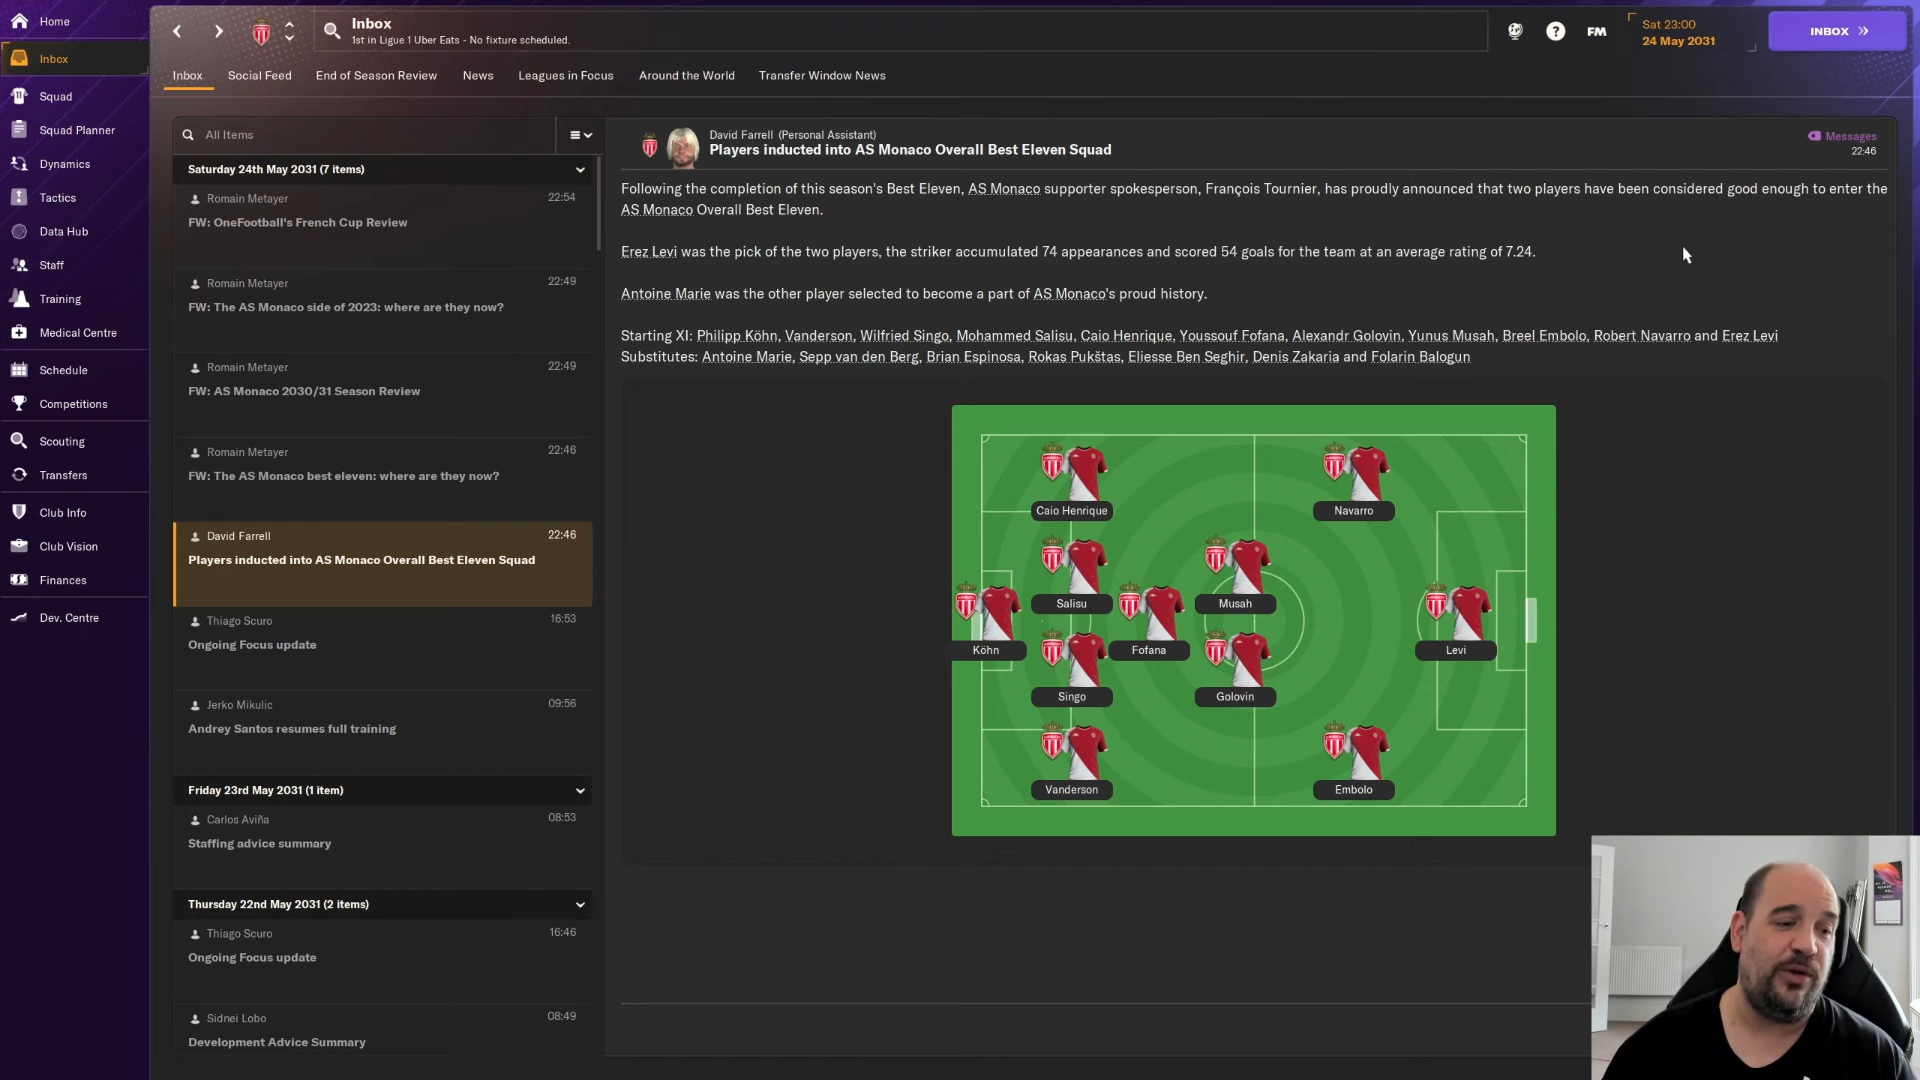 Home
Inbox
Squad
Squad Planner
Dynamics
Tactics
Data Hub
Staff
Training
Medical Centre
Schedule
Competitions
Scouting
Transfers
Club Info
Club Vision
Finances
Dev. Centre
Inbox
1st in Ligue 1 Uber Eats - No fixture scheduled.
FM
Sat 23:00
24 May 2031
INBOX
Inbox Social Feed End of Season Review News Leagues in Focus Around the World Transfer Window News
All Items
Saturday 24th May 2031 (7 items)
Romain Metayer 22:54
FW: OneFootball's French Cup Review
Romain Metayer 22:49
FW: The AS Monaco side of 2023: where are they now?
Romain Metayer 22:49
FW: AS Monaco 2030/31 Season Review
Romain Metayer 22:46
FW: The AS Monaco best eleven: where are they now?
David Farrell 22:46
Players inducted into AS Monaco Overall Best Eleven Squad
Thiago Scuro 16:53
Ongoing Focus update
Jerko Mikulic 09:56
Andrey Santos resumes full training
Friday 23rd May 2031 (1 item)
Carlos Aviña 08:53
Staffing advice summary
Thursday 22nd May 2031 (2 items)
Thiago Scuro 16:46
Ongoing Focus update
Sidnei Lobo 08:49
Development Advice Summary
David Farrell (Personal Assistant)
Players inducted into AS Monaco Overall Best Eleven Squad
Messages
22:46
Following the completion of this season's Best Eleven, AS Monaco supporter spokesperson, François Tournier, has proudly announced that two players have been considered good enough to enter the
AS Monaco Overall Best Eleven.
Erez Levi was the pick of the two players, the striker accumulated 74 appearances and scored 54 goals for the team at an average rating of 7.24.
Antoine Marie was the other player selected to become a part of AS Monaco's proud history.
Starting XI: Philipp Köhn, Vanderson, Wilfried Singo, Mohammed Salisu, Caio Henrique, Youssouf Fofana, Alexandr Golovin, Yunus Musah, Breel Embolo, Robert Navarro and Erez Levi
Substitutes: Antoine Marie, Sepp van den Berg, Brian Espinosa, Rokas Pukštas, Eliesse Ben Seghir, Denis Zakaria and Folarin Balogun
Caio Henrique
Navarro
Salisu
Musah
Köhn
Fofana
Levi
Singo
Golovin
Vanderson
Embolo